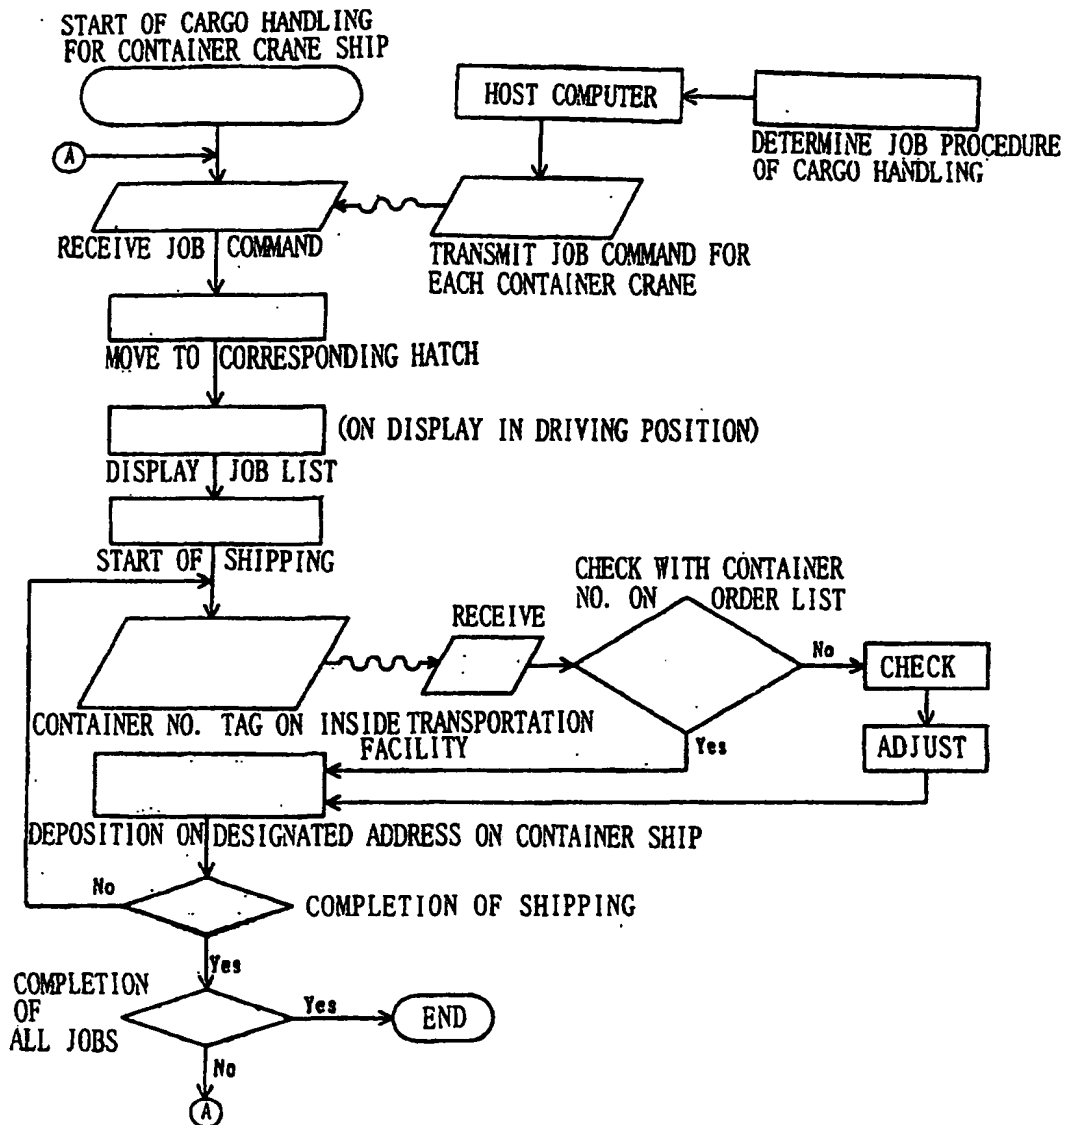 START OF CARGO HANDLING
FOR CONTAINER CRANE SHIP
HOST COMPUTER
DETERMINE JOB PROCEDURE
OF CARGO HANDLING
A
RECEIVE JOB COMMAND
TRANSMIT JOB COMMAND FOR
EACH CONTAINER CRANE
MOVE TO CORRESPONDING HATCH
(ON DISPLAY IN DRIVING POSITION)
DISPLAY JOB LIST
START OF SHIPPING
CHECK WITH CONTAINER
NO. ON ORDER LIST
RECEIVE
No
CHECK
CONTAINER NO. TAG ON INSIDE TRANSPORTATION
FACILITY
Yes
ADJUST
DEPOSITION ON DESIGNATED ADDRESS ON CONTAINER SHIP
No
COMPLETION OF SHIPPING
Yes
COMPLETION
OF
ALL JOBS
Yes
END
No
A